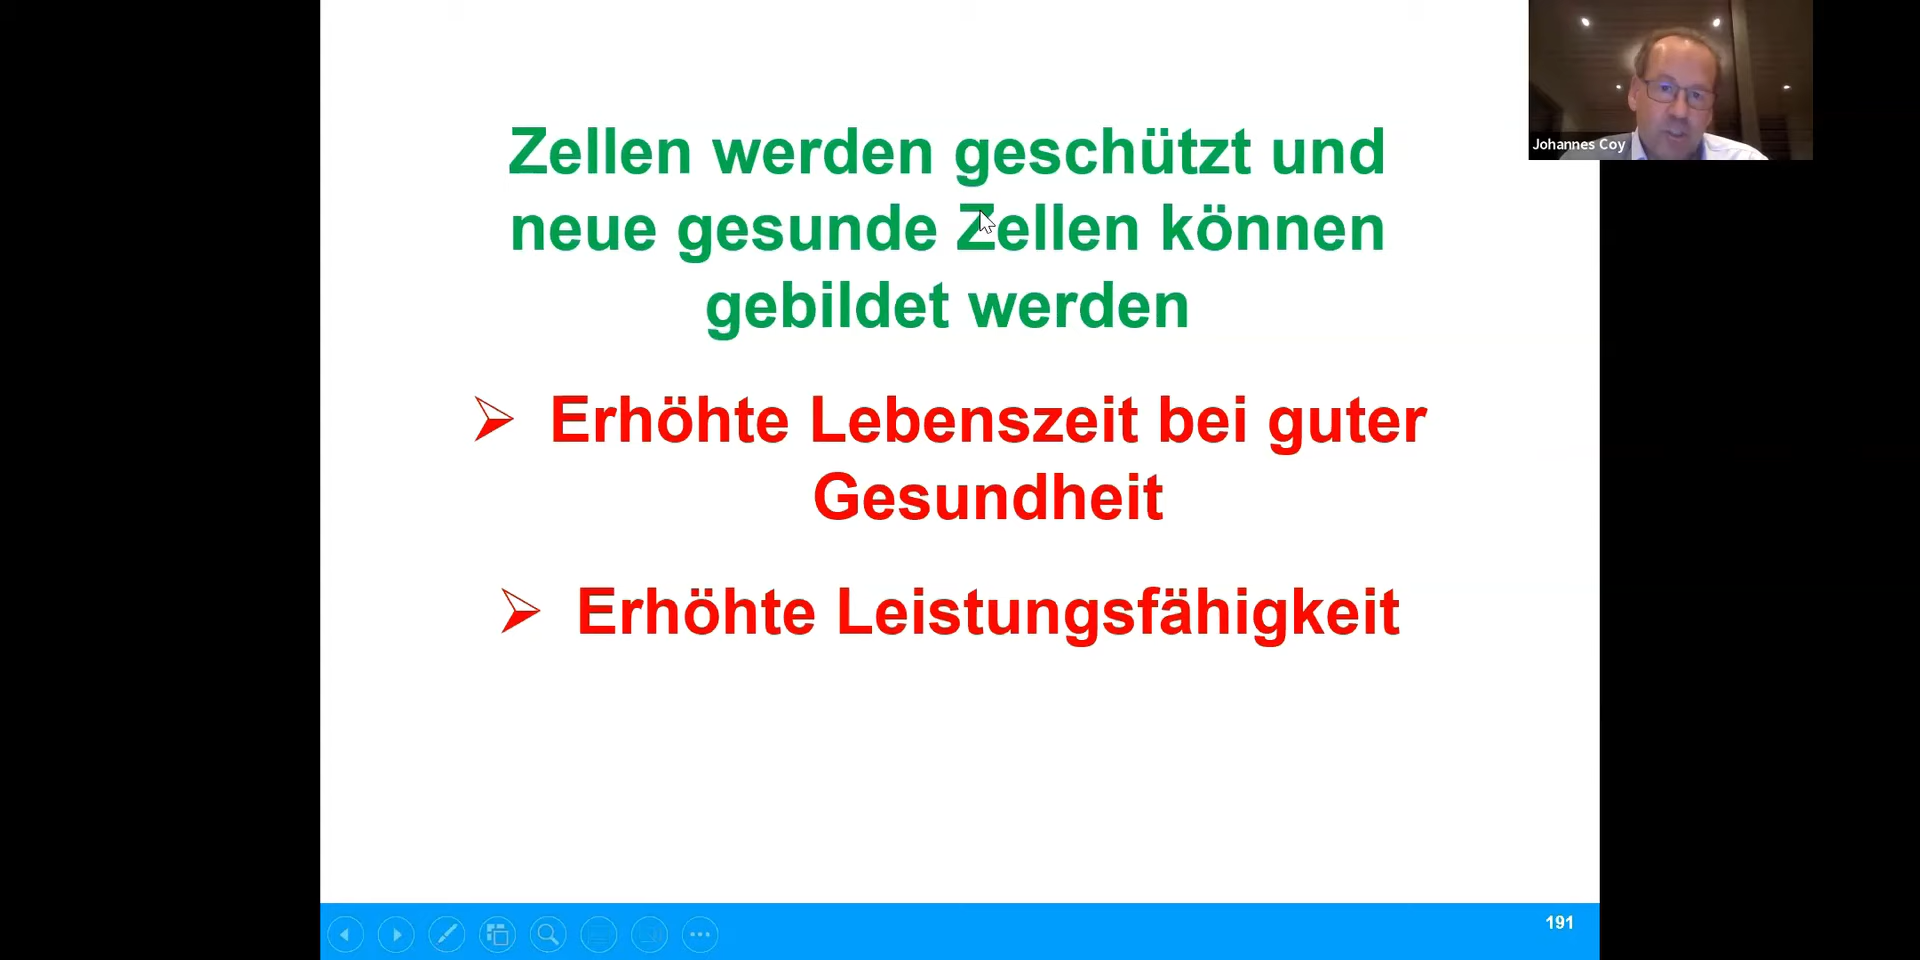 Johannes Coy
Zellen werden geschützt und
neue gesunde Zellen können
gebildet werden
Erhöhte Lebenszeit bei guter
Gesundheit
Erhöhte Leistungsfähigkeit
191